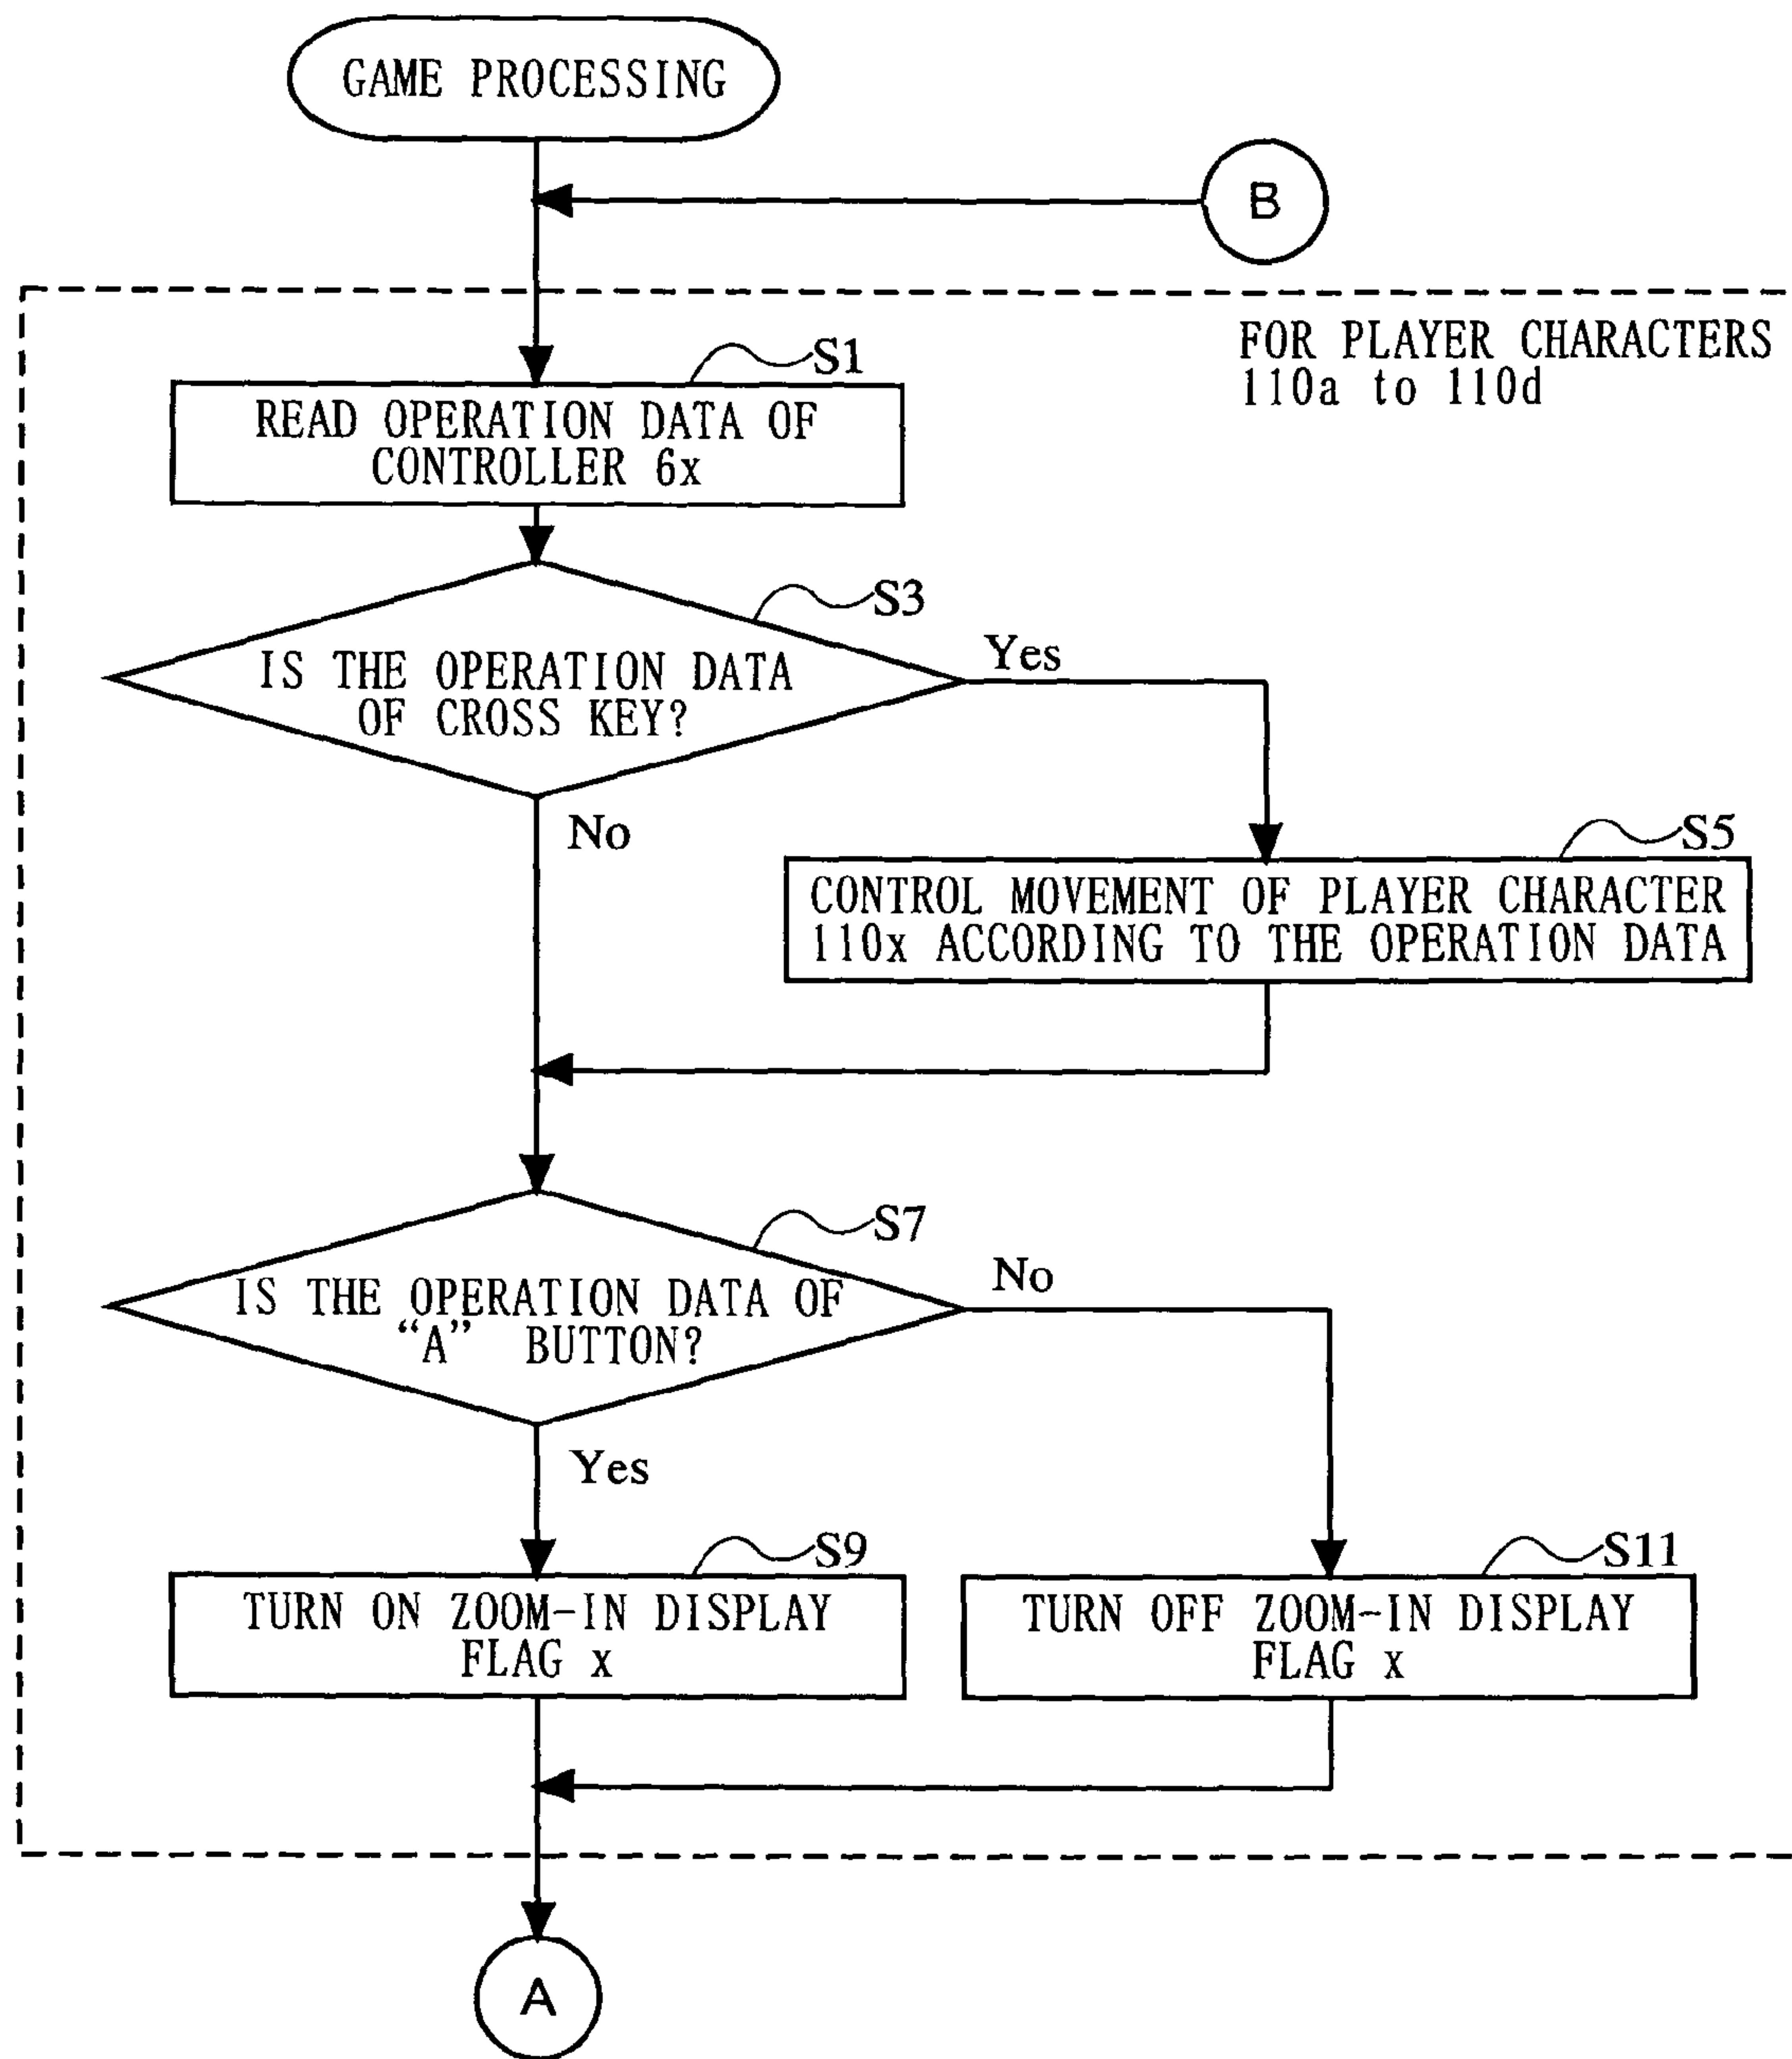 GAME PROCESSING
B
FOR PLAYER CHARACTERS
110a to 110d
S1
READ OPERATION DATA OF
CONTROLLER 6x
S3
IS THE OPERATION DATA
OF CROSS KEY?
Yes
No
S5
CONTROL MOVEMENT OF PLAYER CHARACTER
110x ACCORDING TO THE OPERATION DATA
S7
IS THE OPERATION DATA OF
“A” BUTTON?
No
Yes
S9
TURN ON ZOOM-IN DISPLAY
FLAG x
S11
TURN OFF ZOOM-IN DISPLAY
FLAG x
A